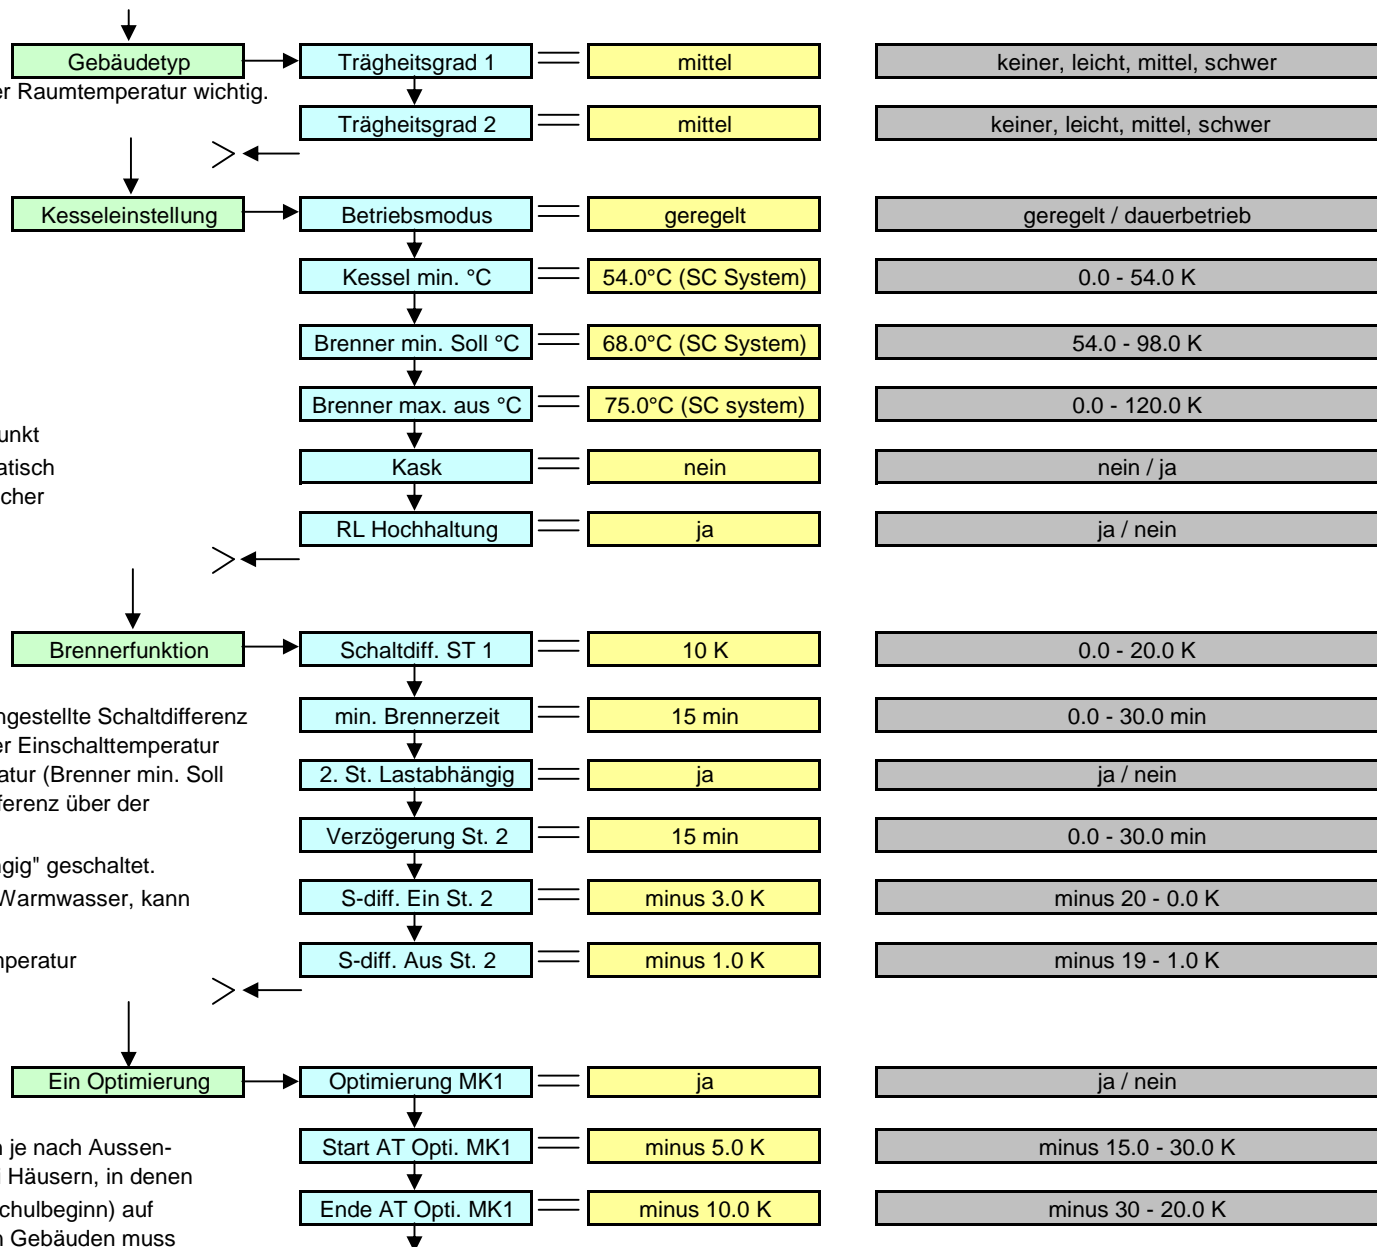 Gebäudetyp Trägheitsgrad 1 mittel keiner, leicht, mittel, schwer
er Raumtemperatur wichtig.
Trägheitsgrad 2 mittel keiner, leicht, mittel, schwer
Kesseleinstellung Betriebsmodus geregelt geregelt / dauerbetrieb
Kessel min. °C 54.0°C (SC System) 0.0 - 54.0 K
Brenner min. Soll °C 68.0°C (SC System) 54.0 - 98.0 K
Brenner max. aus °C 75.0°C (SC system) 0.0 - 120.0 K
unkt
atisch Kask nein nein / ja
cher
RL Hochhaltung ja ja / nein
Brennerfunktion Schaltdiff. ST 1 10 K 0.0 - 20.0 K
ngestellte Schaltdifferenz min. Brennerzeit 15 min 0.0 - 30.0 min
er Einschalttemperatur
atur (Brenner min. Soll 2. St. Lastabhängig ja ja / nein
ferenz über der
Verzögerung St. 2 15 min 0.0 - 30.0 min
ngig" geschaltet.
Warmwasser, kann S-diff. Ein St. 2 minus 3.0 K minus 20 - 0.0 K
mperatur S-diff. Aus St. 2 minus 1.0 K minus 19 - 1.0 K
Ein Optimierung Optimierung MK1 ja ja / nein
n je nach Aussen- Start AT Opti. MK1 minus 5.0 K minus 15.0 - 30.0 K
i Häusern, in denen
chulbeginn) auf Ende AT Opti. MK1 minus 10.0 K minus 30 - 20.0 K
n Gebäuden muss